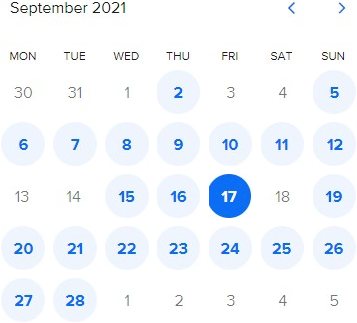 September 2021
MON TUE WED THU FRI SAT SUN
30 31 1 2 3 4 5
6 7 8 9 10 11 12
13 14 15 16 17 18 19
20 21 22 23 24 25 26
27 28 1 2 3 4 5